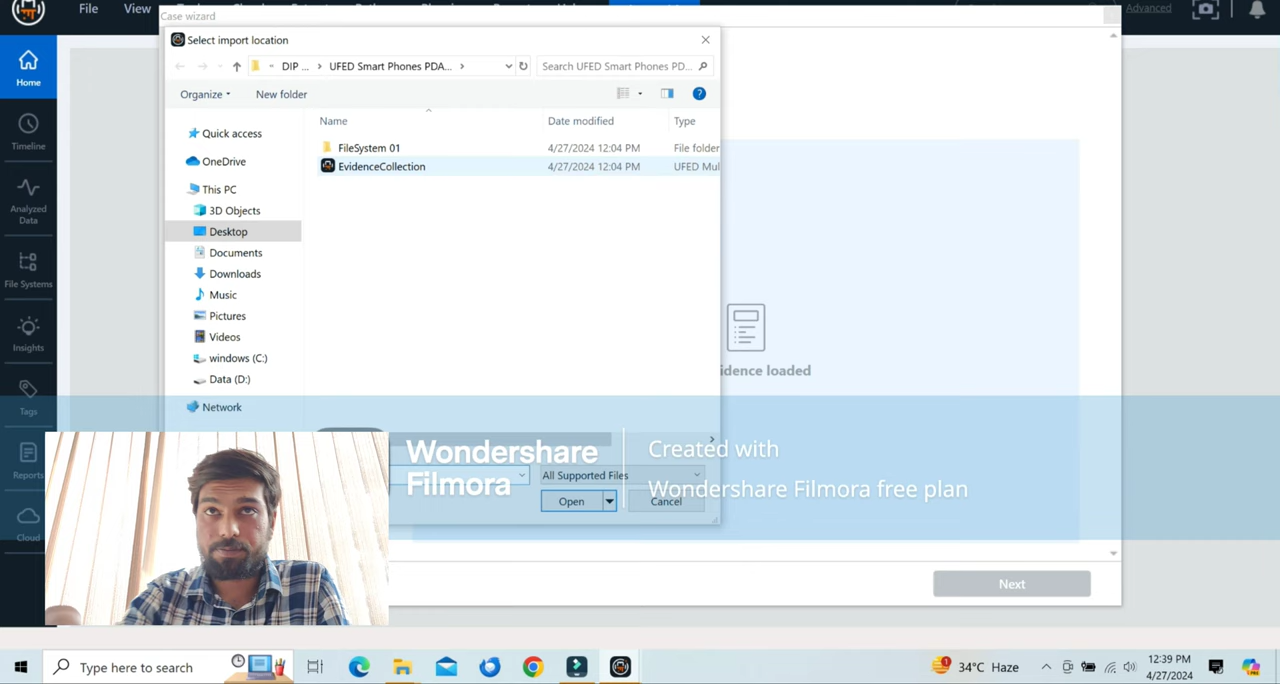 File
View
Case wizard
Advanced
Select import location
DIP ...
UFED Smart Phones PDA...
Search UFED Smart Phones PD...
Organize
New folder
Name
Date modified
Type
FileSystem 01
4/27/2024 12:04 PM
File folder
EvidenceCollection
4/27/2024 12:04 PM
UFED Mul
Quick access
OneDrive
This PC
3D Objects
Desktop
Documents
Downloads
Music
Pictures
Videos
windows (C:)
Data (D:)
Network
Home
Timeline
Analyzed
Data
File Systems
Insights
Tags
Reports
Cloud
idence loaded
Wondershare
Filmora
Created with
Wondershare Filmora free plan
All Supported Files
Open
Cancel
Next
Type here to search
34°C Haze
12:39 PM
4/27/2024